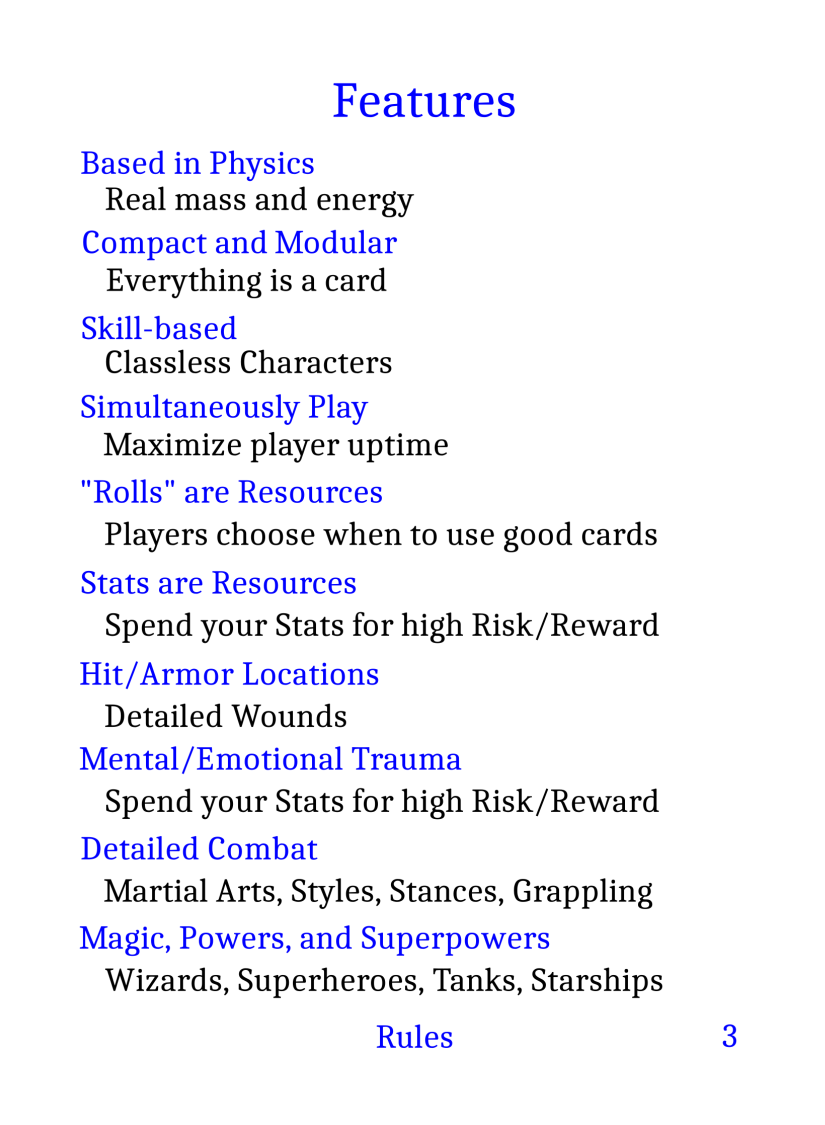 Features
Based in Physics
Real mass and energy
Compact and Modular
Everything is a card
Skill-based
Classless Characters
Simultaneously Play
Maximize player uptime
"Rolls" are Resources
Players choose when to use good cards
Stats are Resources
Spend your Stats for high Risk/Reward
Hit/Armor Locations
Detailed Wounds
Mental/Emotional Trauma
Spend your Stats for high Risk/Reward
Detailed Combat
Martial Arts, Styles, Stances, Grappling
Magic, Powers, and Superpowers
Wizards, Superheroes, Tanks, Starships
Rules 3